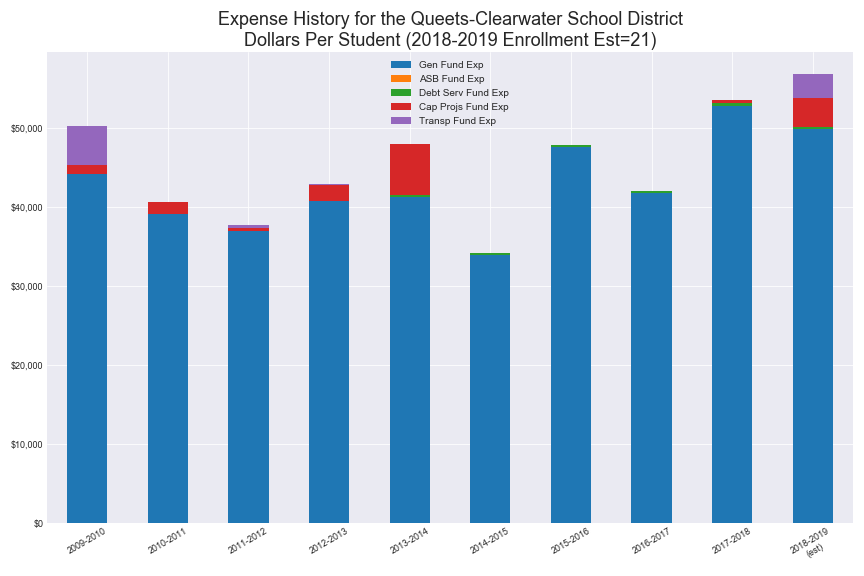 Expense History for the Queets-Clearwater School District
Dollars Per Student (2018-2019 Enrollment Est=21)
Gen Fund Exp
ASB Fund Exp
Debt Serv Fund Exp
Cap Projs Fund Exp
Transp Fund Exp
$50,000
$40,000
$30,000
$20,000
$10,000
$0
2009-2010
2010-2011
2011-2012
2012-2013
2013-2014
2014-2015
2015-2016
2016-2017
2017-2018
2018-2019
(est)